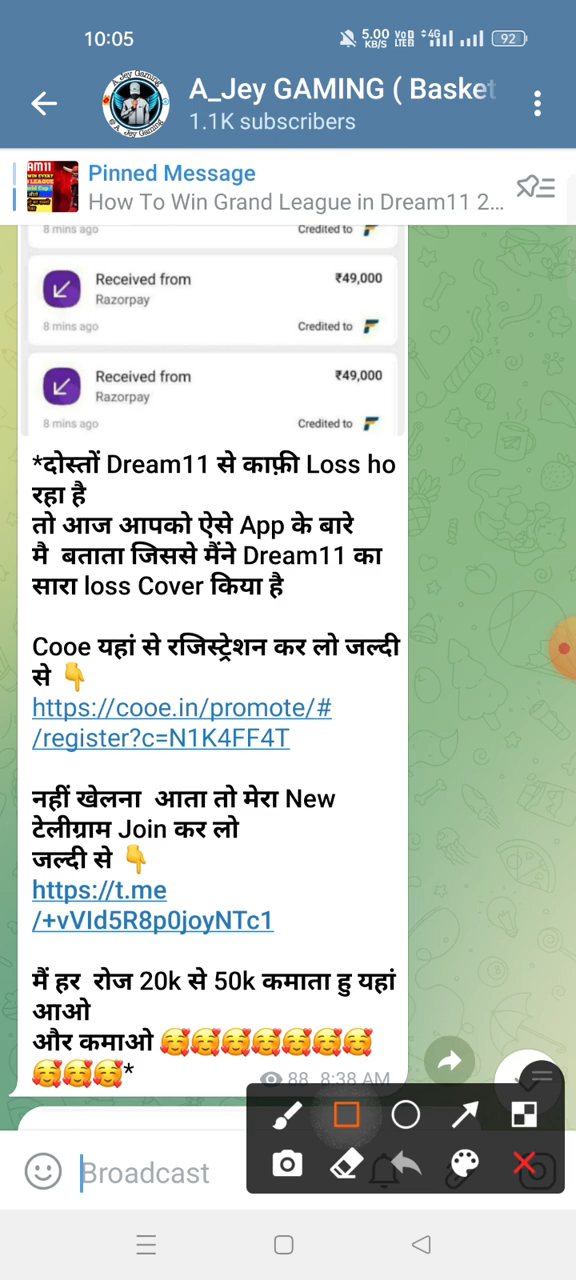 10:05
5.00 KB/S
VoD LTE
4G
92
A_Jey GAMING ( Basket
1.1K subscribers
Pinned Message
How To Win Grand League in Dream11 2...
8 mins ago Credited to
Received from ₹49,000
Razorpay
8 mins ago Credited to
Received from ₹49,000
Razorpay
8 mins ago Credited to
*दोस्तों Dream11 से काफ़ी Loss ho
रहा है
तो आज आपको ऐसे App के बारे
मै बताता जिससे मैंने Dream11 का
सारा loss Cover किया है
Cooe यहां से रजिस्ट्रेशन कर लो जल्दी
से 👇
https://cooe.in/promote/#
/register?c=N1K4FF4T
नहीं खेलना आता तो मेरा New
टेलीग्राम Join कर लो
जल्दी से 👇
https://t.me
/+vVId5R8p0joyNTc1
मैं हर रोज 20k से 50k कमाता हु यहां
आओ
और कमाओ 🥰🥰🥰🥰🥰🥰🥰
🥰🥰🥰*
88 8:38 AM
Broadcast